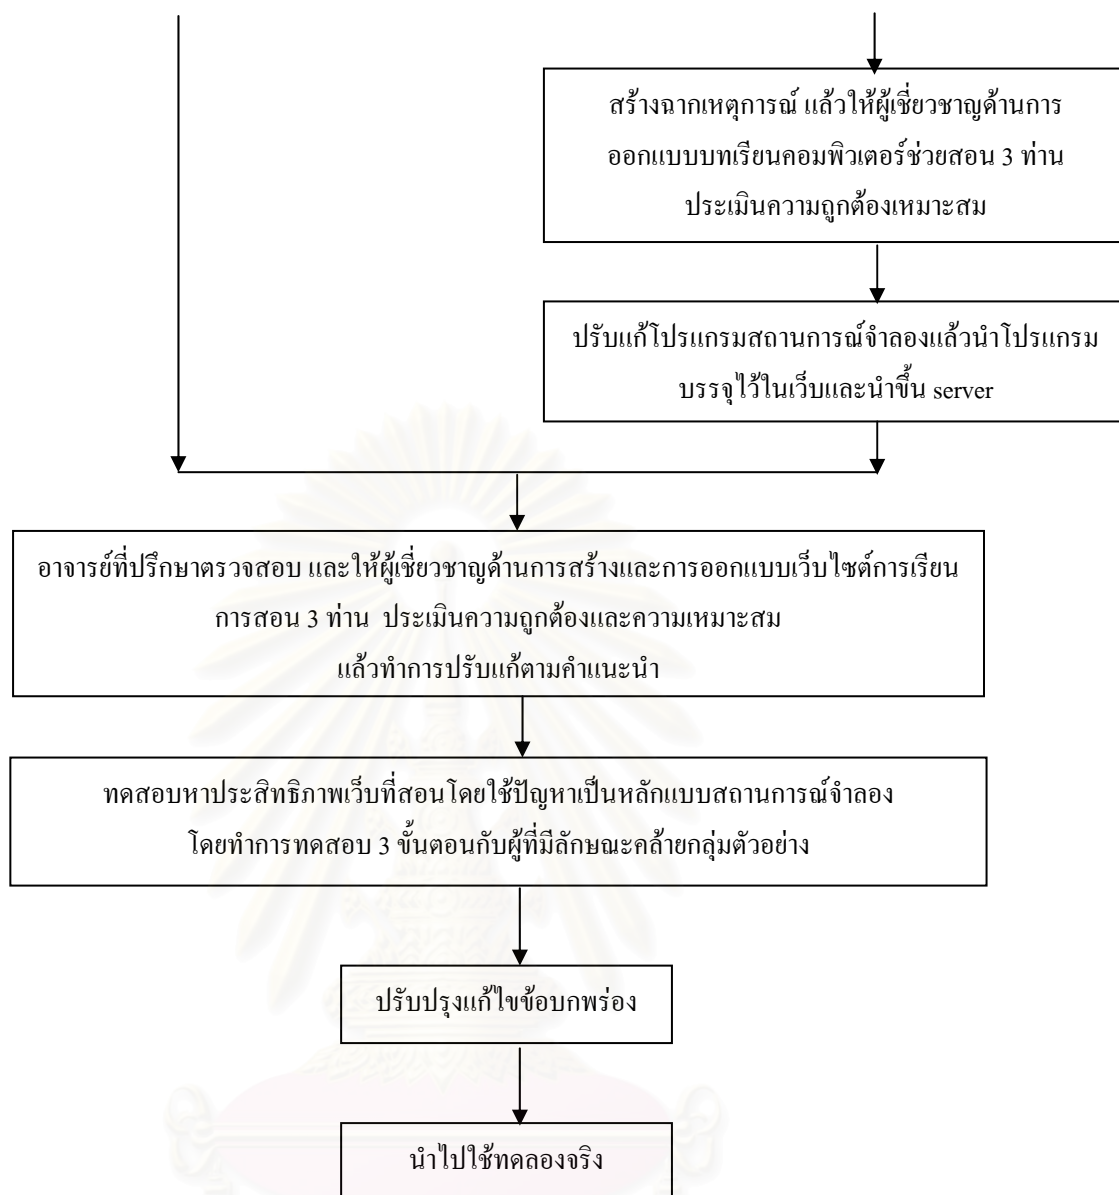 สร้างฉากเหตุการณ์ แล้วให้ผู้เชี่ยวชาญด้านการ
ออกแบบบทเรียนคอมพิวเตอร์ช่วยสอน 3 ท่าน
ประเมินความถูกต้องเหมาะสม
ปรับแก้โปรแกรมสถานการณ์จำลองแล้วนำโปรแกรม
บรรจุไว้ในเว็บและนำขึ้น server
อาจารย์ที่ปรึกษาตรวจสอบ และให้ผู้เชี่ยวชาญด้านการสร้างและการออกแบบเว็บไซต์การเรียน
การสอน 3 ท่าน ประเมินความถูกต้องและความเหมาะสม
แล้วทำการปรับแก้ตามคำแนะนำ
ทดสอบหาประสิทธิภาพเว็บที่สอนโดยใช้ปัญหาเป็นหลักแบบสถานการณ์จำลอง
โดยทำการทดสอบ 3 ขั้นตอนกับผู้ที่มีลักษณะคล้ายกลุ่มตัวอย่าง
ปรับปรุงแก้ไขข้อบกพร่อง
นำไปใช้ทดลองจริง